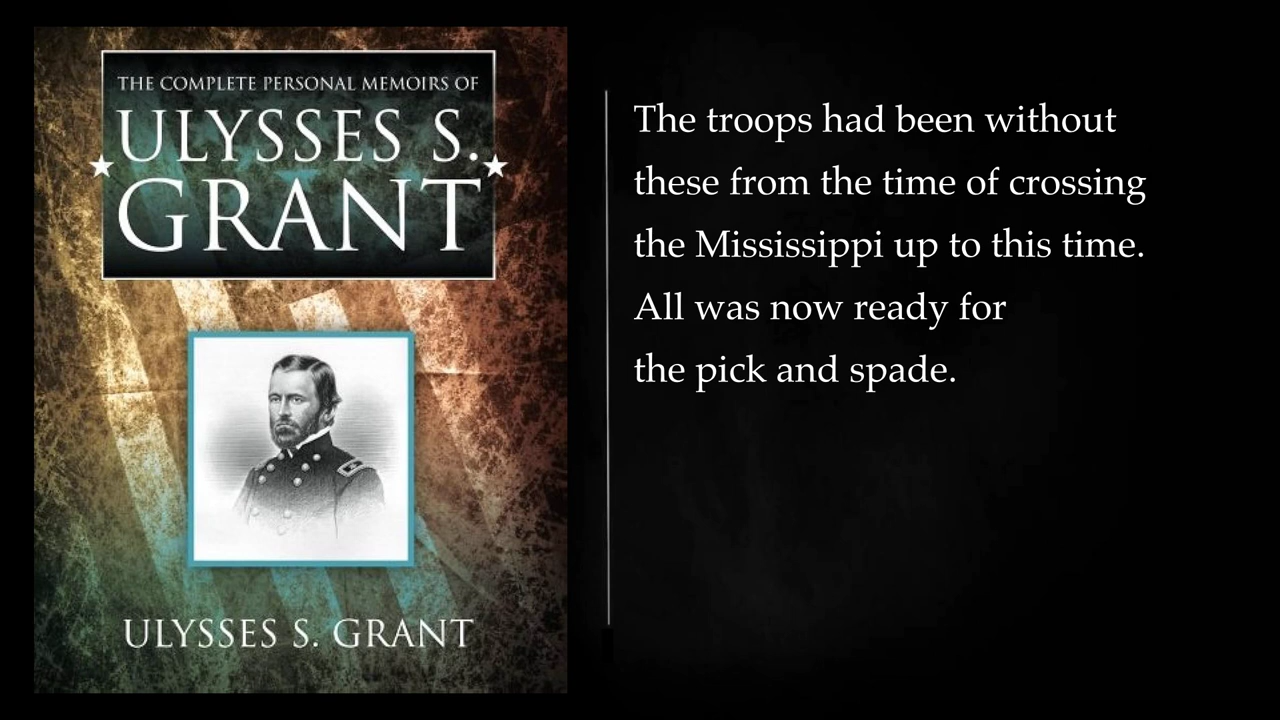 THE COMPLETE PERSONAL MEMOIRS OF
ULYSSES S.
GRANT
ULYSSES S. GRANT
The troops had been without
these from the time of crossing
the Mississippi up to this time.
All was now ready for
the pick and spade.